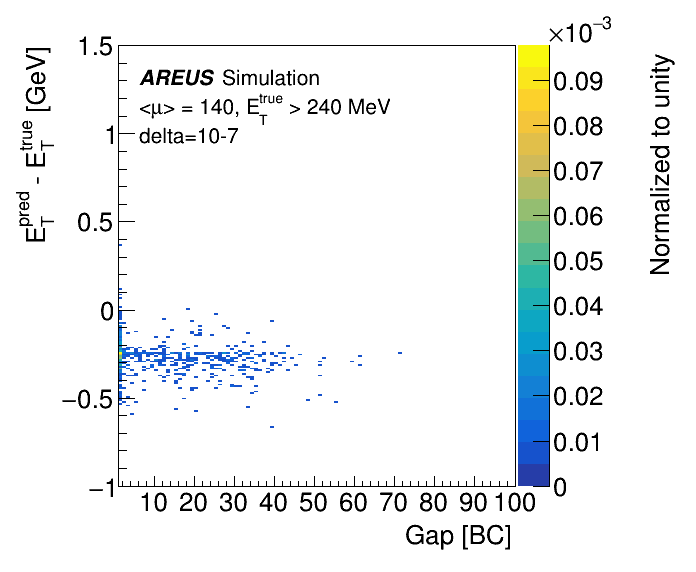 ×10⁻³
E_T^pred - E_T^true [GeV]
1.5
1
0.5
0
−0.5
−1
AREUS Simulation
<μ> = 140, E_T^true > 240 MeV
delta=10-7
10 20 30 40 50 60 70 80 90 100
Gap [BC]
0.09
0.08
0.07
0.06
0.05
0.04
0.03
0.02
0.01
0
Normalized to unity